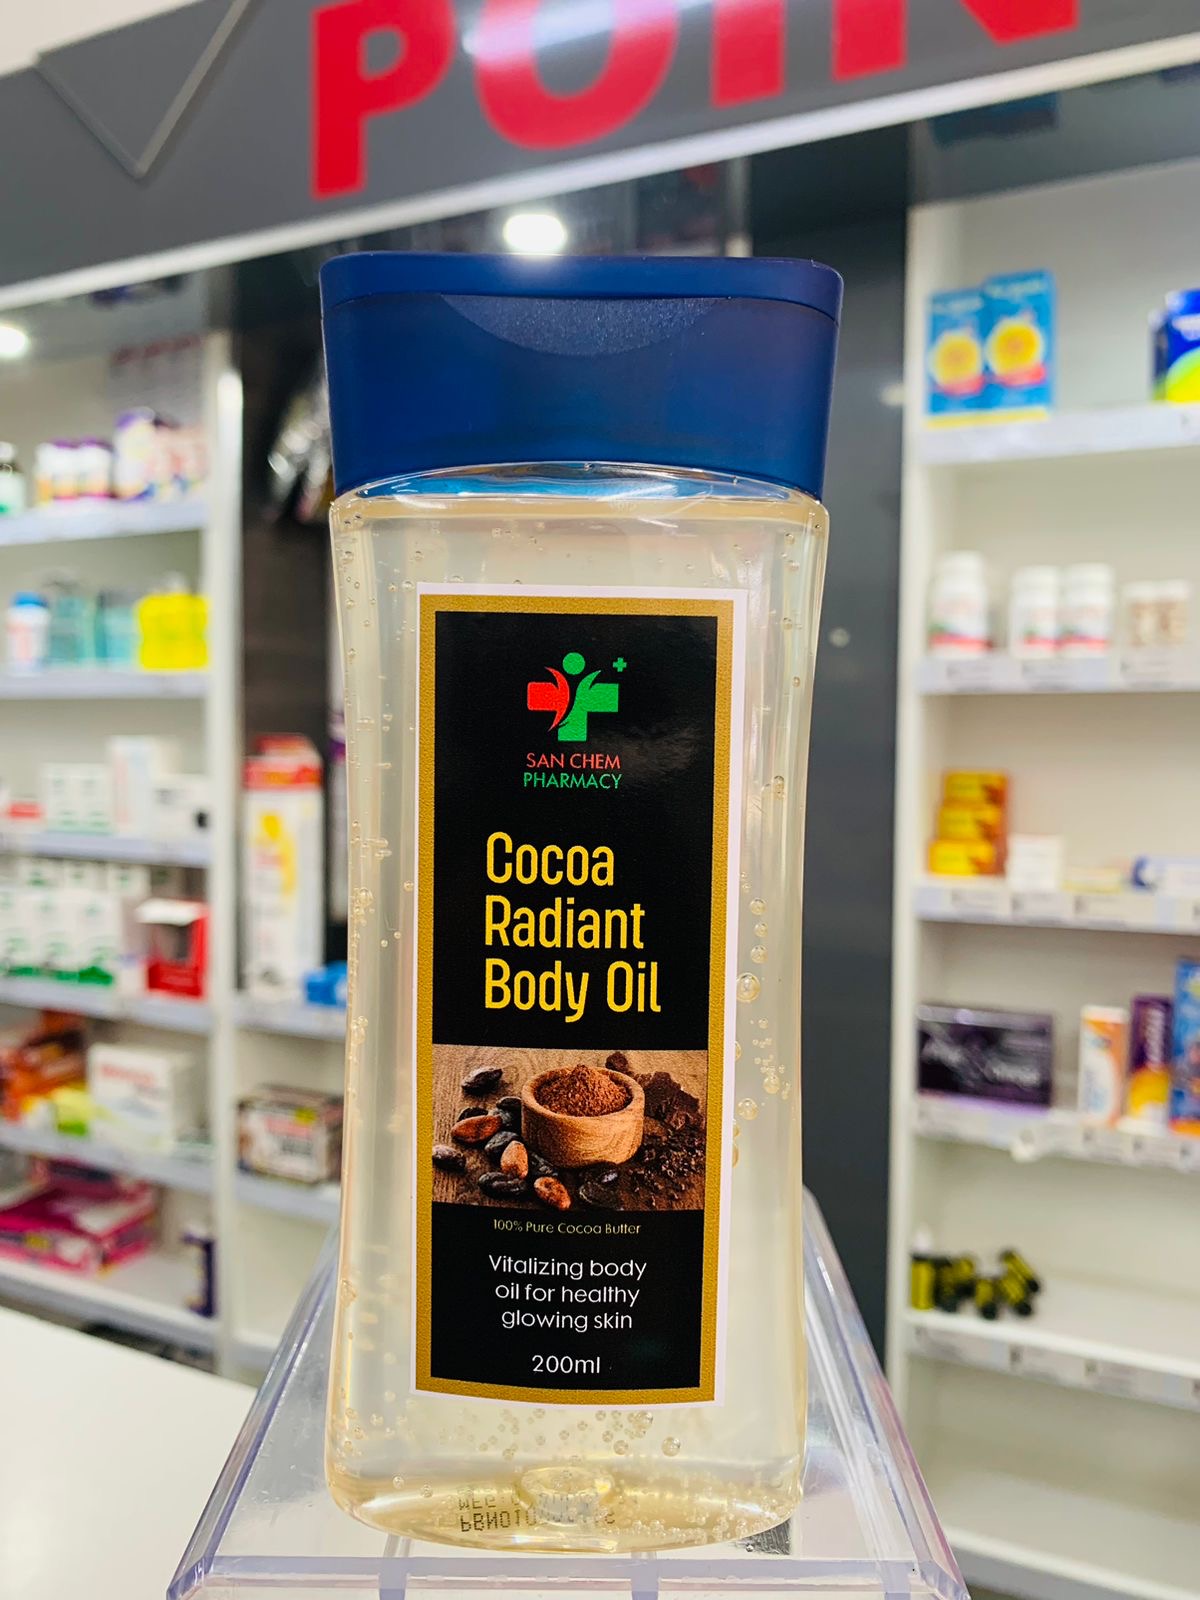 POIN
SAN CHEM
PHARMACY
Cocoa
Radiant
Body Oil
100% Pure Cocoa Butter
Vitalizing body
oil for healthy
glowing skin
200ml